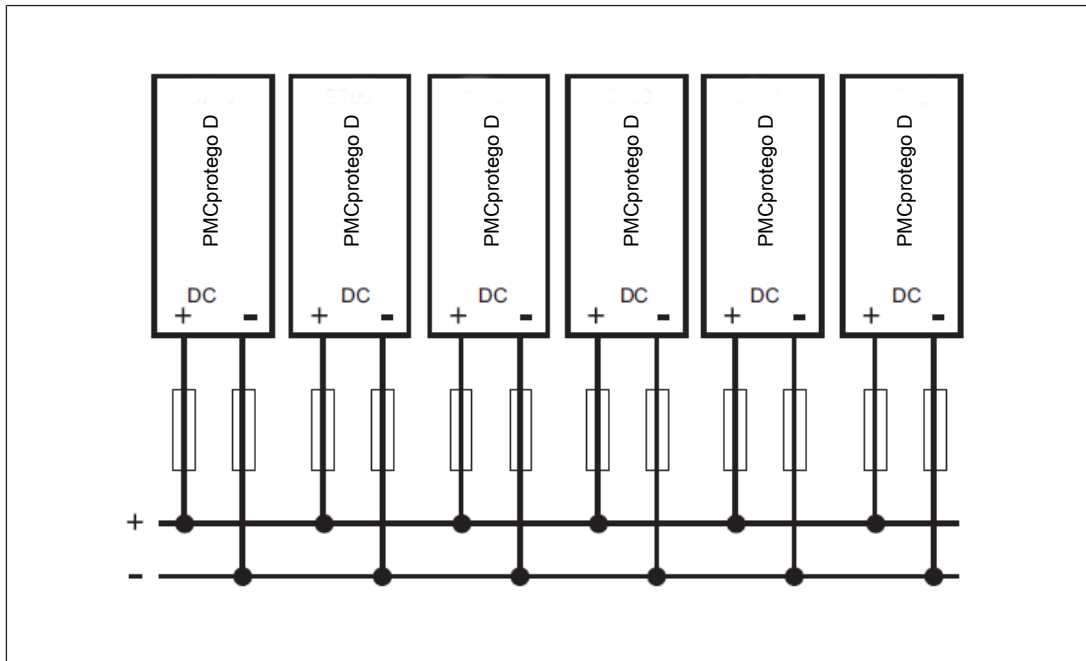 PMCprotego D
PMCprotego D
PMCprotego D
PMCprotego D
PMCprotego D
PMCprotego D
DC
+ -
DC
+ -
DC
+ -
DC
+ -
DC
+ -
DC
+ -
+
-